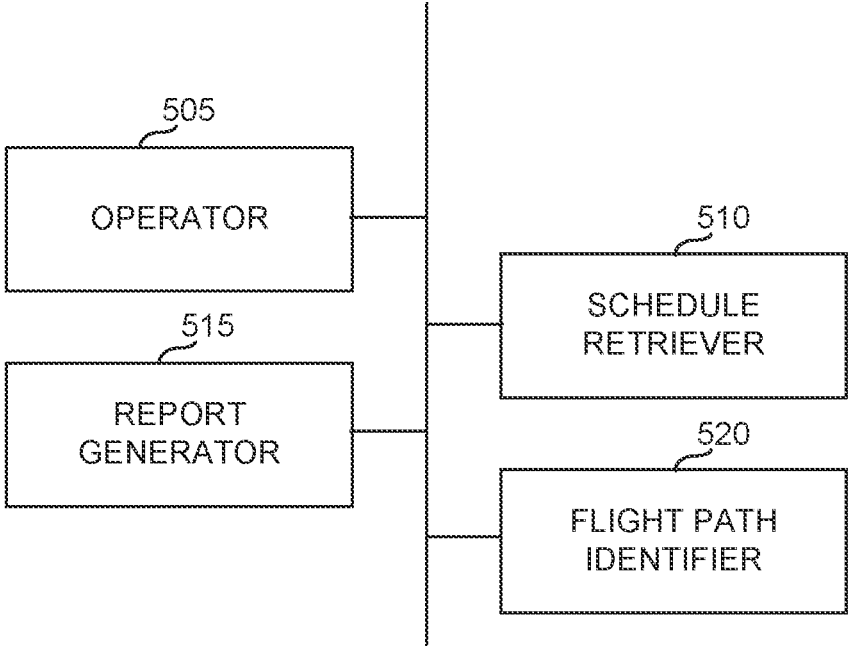 505
OPERATOR
510
SCHEDULE
RETRIEVER
515
REPORT
GENERATOR
520
FLIGHT PATH
IDENTIFIER